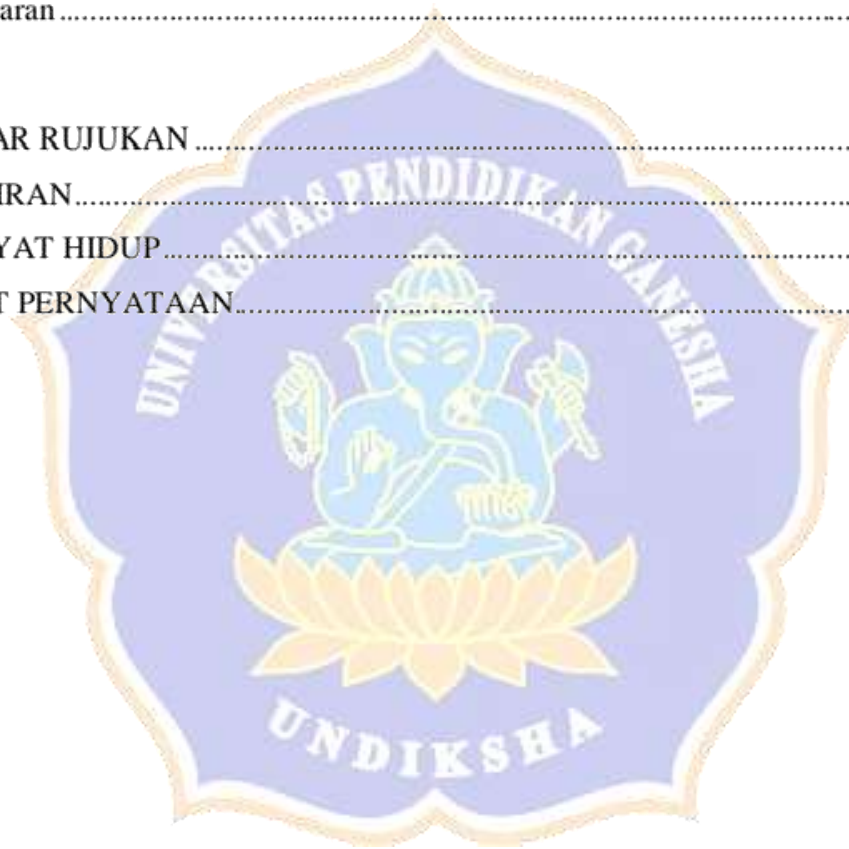 aran ..........................................................................
AR RUJUKAN ..........................................................................
IRAN..........................................................................
YAT HIDUP..........................................................................
T PERNYATAAN..........................................................................
UNIVERSITAS PENDIDIKAN GANESHA
UNDIKSHA